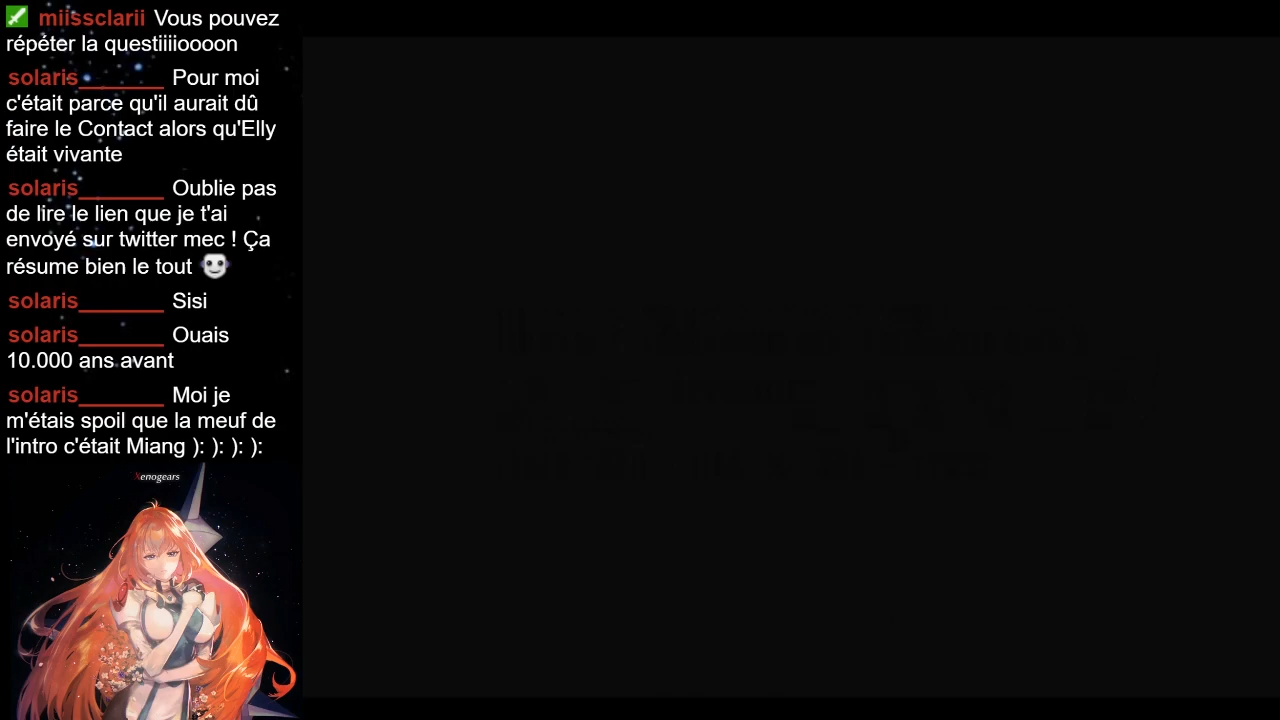 miissclarii Vous pouvez
répéter la questiiiioooon
solaris_______ Pour moi
c'était parce qu'il aurait dû
faire le Contact alors qu'Elly
était vivante
solaris_______ Oublie pas
de lire le lien que je t'ai
envoyé sur twitter mec ! Ça
résume bien le tout
solaris_______ Sisi
solaris_______ Ouais
10.000 ans avant
solaris_______ Moi je
m'étais spoil que la meuf de
l'intro c'était Miang ): ): ): ):
Xenogears